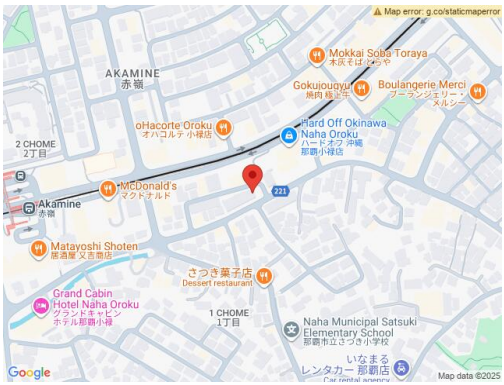 Map error: g.co/staticmaperror
Mokkai Soba Toraya
木灰そば とらや
AKAMINE
赤嶺
Gokujougyu
焼肉 極上牛
Boulangerie Merci
ブーランジェリー・
メルシー
oHacorte Oroku
オハコルテ 小禄店
Hard Off Okinawa
Naha Oroku
ハードオフ 沖縄
那覇小禄店
2 CHOME
2丁目
McDonald's
マクドナルド
221
Akamine
赤嶺
Matayoshi Shoten
居酒屋 又吉商店
さつき菓子店
Dessert restaurant
Grand Cabin
Hotel Naha Oroku
グランドキャビン
ホテル那覇小禄
1 CHOME
1丁目
Naha Municipal Satsuki
Elementary School
那覇市立さつき小学校
いなまる
レンタカー 那覇店
Car rental agency
Google
Map data ©2025